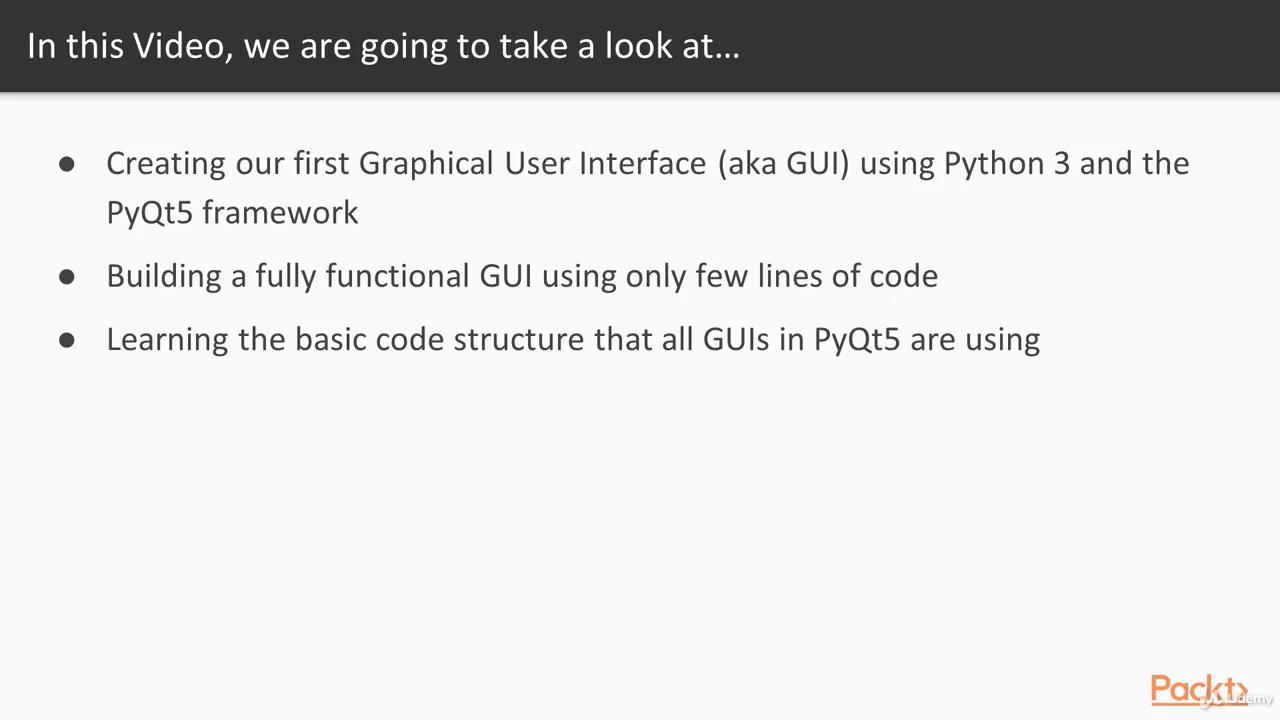 In this Video, we are going to take a look at…
● Creating our first Graphical User Interface (aka GUI) using Python 3 and the
PyQt5 framework
● Building a fully functional GUI using only few lines of code
● Learning the basic code structure that all GUIs in PyQt5 are using
Packt>
Udemy